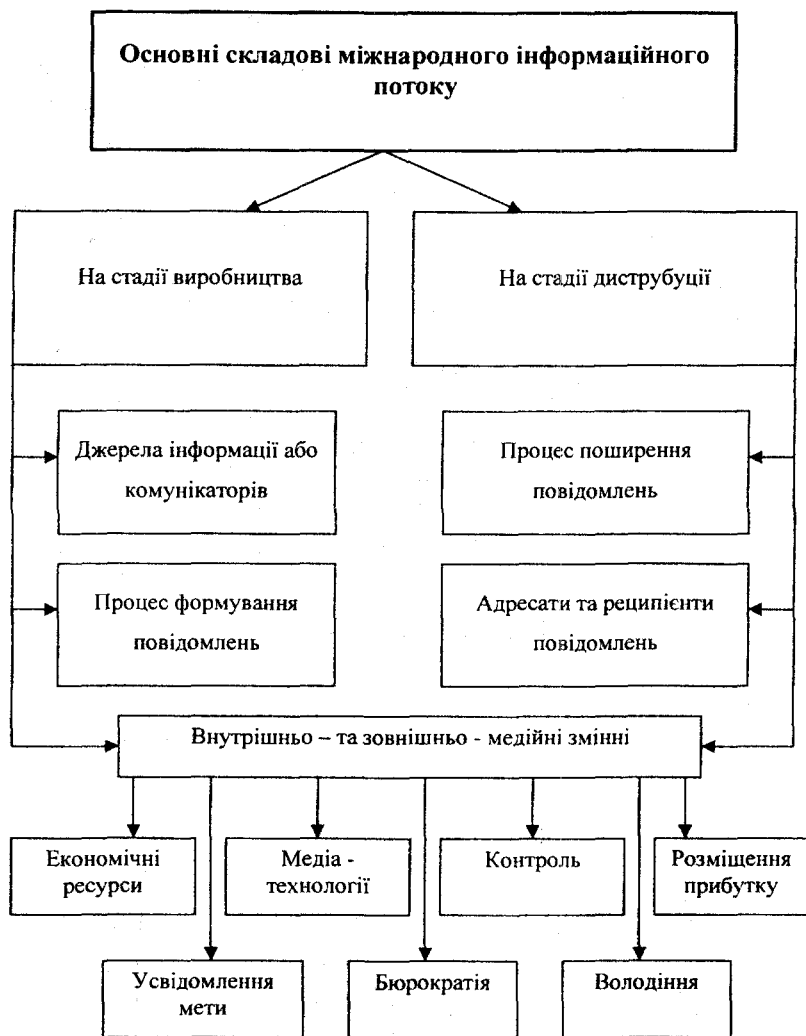 Основні складові міжнародного інформаційного
потоку
На стадії виробництва
На стадії диструбуції
Джерела інформації або
комунікаторів
Процес поширення
повідомлень
Процес формування
повідомлень
Адресати та реципієнти
повідомлень
Внутрішньо – та зовнішньо - медійні змінні
Економічні
ресурси
Медіа -
технології
Контроль
Розміщення
прибутку
Усвідомлення
мети
Бюрократія
Володіння